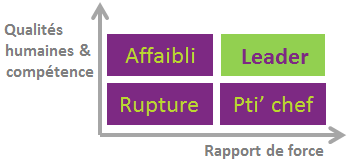 Qualités
humaines &
compétence
Affaibli
Leader
Rupture
Pti’ chef
Rapport de force